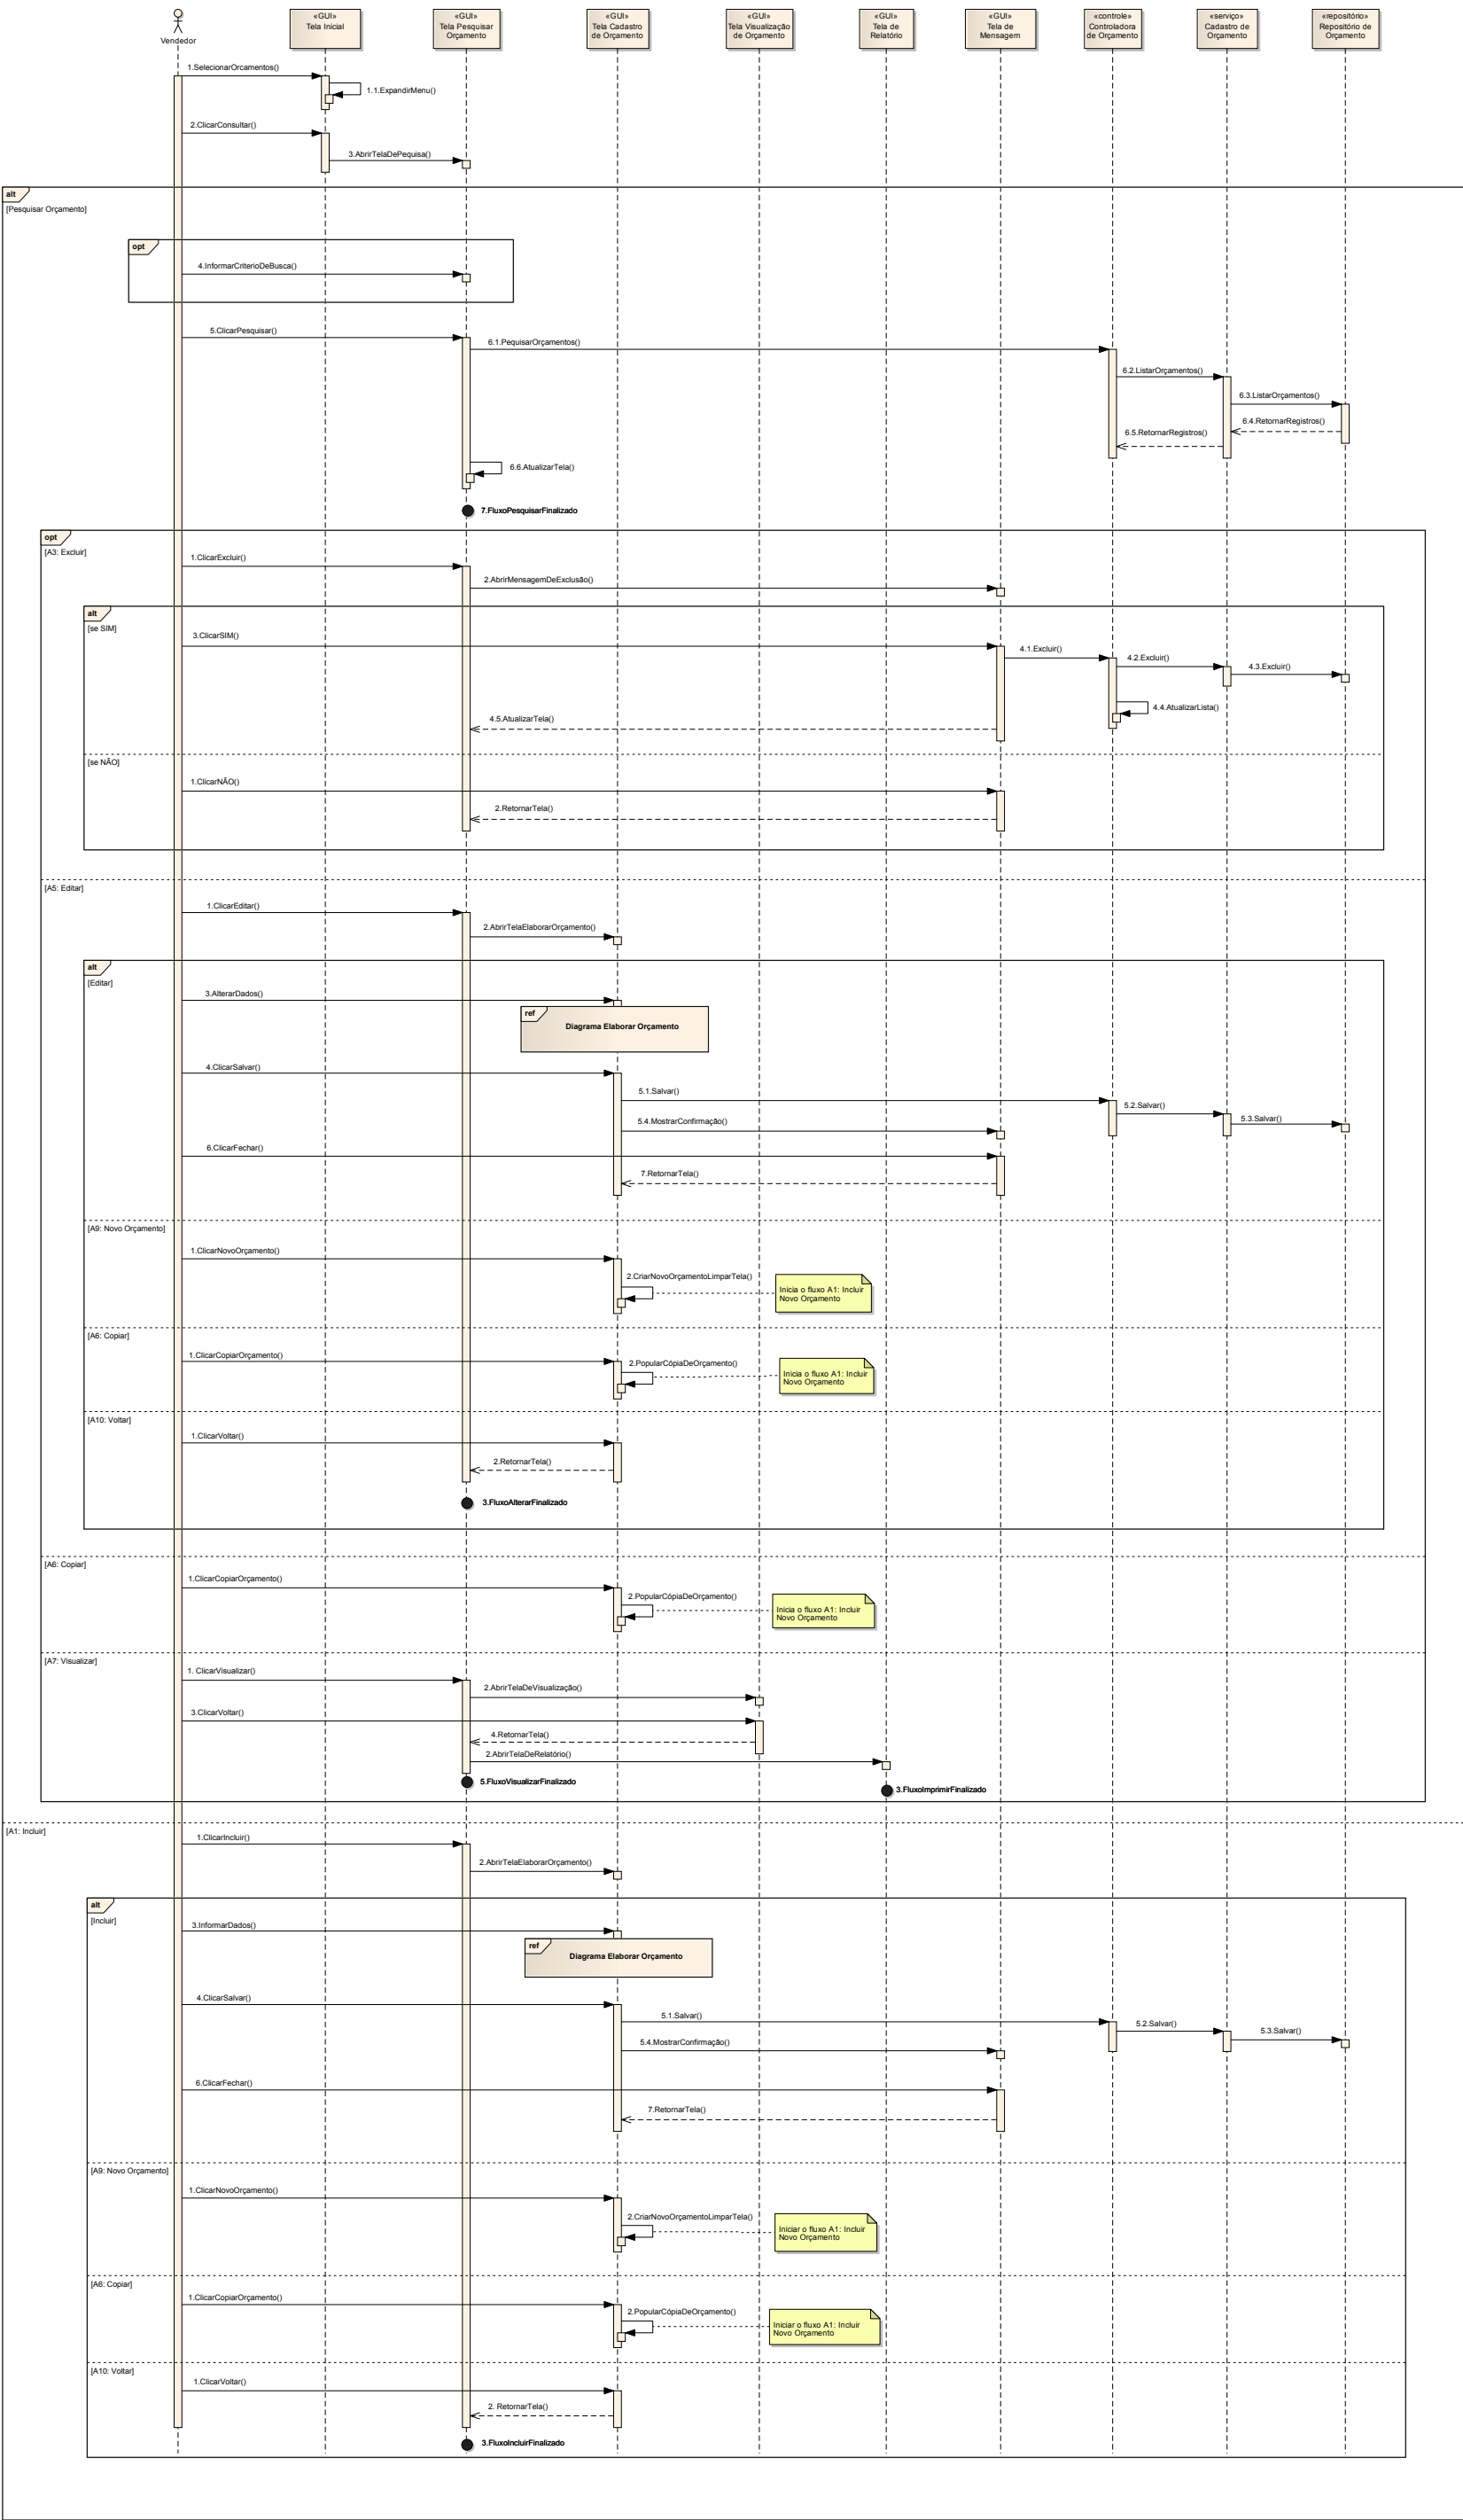 «GUI»
Tela Inicial
«GUI»
Tela Pesquisar
Orçamento
«GUI»
Tela Cadastro
de Orçamento
«GUI»
Tela Visualização
de Orçamento
«GUI»
Tela de
Relatório
«GUI»
Tela de
Mensagem
«controle»
Controladora
de Orçamento
«serviço»
Cadastro de
Orçamento
«repositório»
Repositório de
Orçamento
Vendedor
1.SelecionarOrcamentos()
1.1.ExpandirMenu()
2.ClicarConsultar()
3.AbrirTelaDePequisa()
alt
[Pesquisar Orçamento]
opt
4.InformarCriterioDeBusca()
5.ClicarPesquisar()
6.1.PequisarOrçamentos()
6.2.ListarOrçamentos()
6.3.ListarOrçamentos()
6.4.RetornarRegistros()
6.5.RetornarRegistros()
6.6.AtualizarTela()
7.FluxoPesquisarFinalizado
opt
[A3: Excluir]
1.ClicarExcluir()
2.AbrirMensagemDeExclusão()
alt
[se SIM]
3.ClicarSIM()
4.1.Excluir()
4.2.Excluir()
4.3.Excluir()
4.4.AtualizarLista()
4.5.AtualizarTela()
[se NÃO]
1.ClicarNÃO()
2.RetornarTela()
[A5: Editar]
1.ClicarEditar()
2.AbrirTelaElaborarOrçamento()
alt
[Editar]
3.AlterarDados()
ref
Diagrama Elaborar Orçamento
4.ClicarSalvar()
5.1.Salvar()
5.2.Salvar()
5.3.Salvar()
5.4.MostrarConfirmação()
6.ClicarFechar()
7.RetornarTela()
[A9: Novo Orçamento]
1.ClicarNovoOrçamento()
2.CriarNovoOrçamentoLimparTela()
Inicia o fluxo A1: Incluir
Novo Orçamento
[A6: Copiar]
1.ClicarCopiarOrçamento()
2.PopularCópiaDeOrçamento()
Inicia o fluxo A1: Incluir
Novo Orçamento
[A10: Voltar]
1.ClicarVoltar()
2.RetornarTela()
3.FluxoAlterarFinalizado
[A6: Copiar]
1.ClicarCopiarOrçamento()
2.PopularCópiaDeOrçamento()
Inicia o fluxo A1: Incluir
Novo Orçamento
[A7: Visualizar]
1. ClicarVisualizar()
2.AbrirTelaDeVisualização()
3.ClicarVoltar()
4.RetornarTela()
2.AbrirTelaDeRelatório()
5.FluxoVisualizarFinalizado
3.FluxoImprimirFinalizado
[A1: Incluir]
1.ClicarIncluir()
2.AbrirTelaElaborarOrçamento()
alt
[Incluir]
3.InformarDados()
ref
Diagrama Elaborar Orçamento
4.ClicarSalvar()
5.1.Salvar()
5.2.Salvar()
5.3.Salvar()
5.4.MostrarConfirmação()
6.ClicarFechar()
7.RetornarTela()
[A9: Novo Orçamento]
1.ClicarNovoOrçamento()
2.CriarNovoOrçamentoLimparTela()
Iniciar o fluxo A1: Incluir
Novo Orçamento
[A6: Copiar]
1.ClicarCopiarOrçamento()
2.PopularCópiaDeOrçamento()
Iniciar o fluxo A1: Incluir
Novo Orçamento
[A10: Voltar]
1.ClicarVoltar()
2. RetornarTela()
3.FluxoIncluirFinalizado